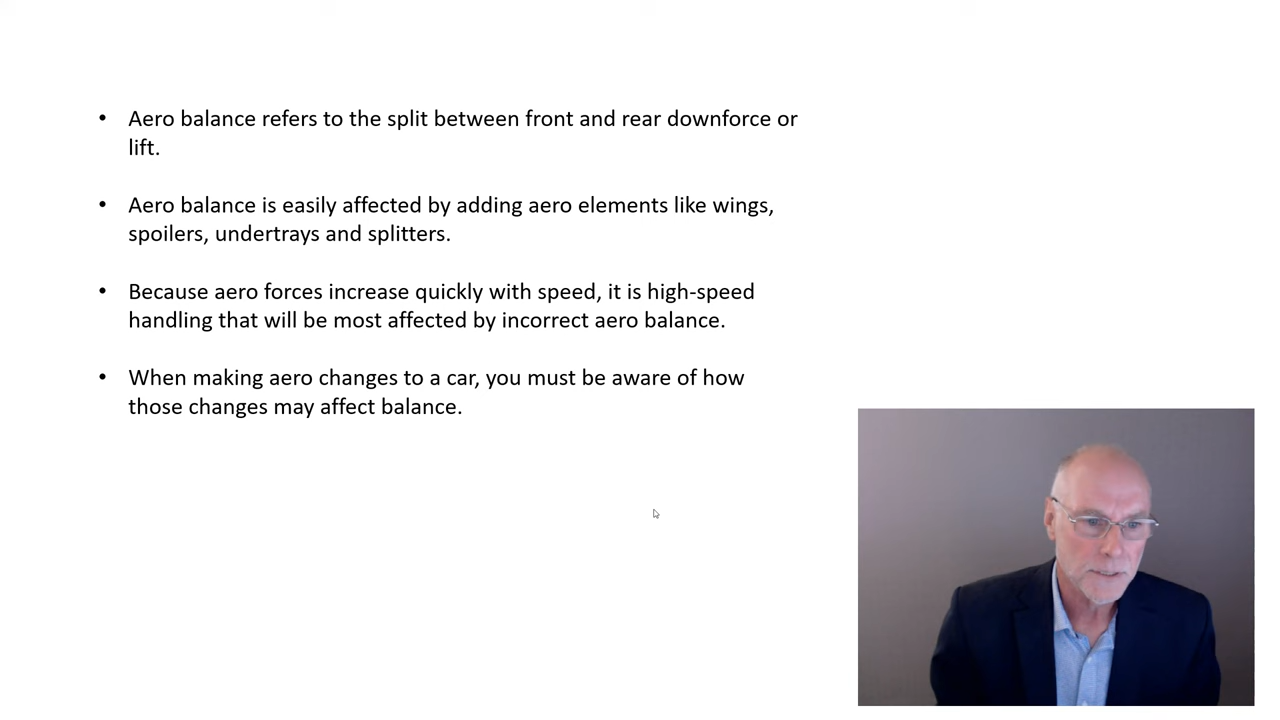 • Aero balance refers to the split between front and rear downforce or
lift.
• Aero balance is easily affected by adding aero elements like wings,
spoilers, undertrays and splitters.
• Because aero forces increase quickly with speed, it is high-speed
handling that will be most affected by incorrect aero balance.
• When making aero changes to a car, you must be aware of how
those changes may affect balance.